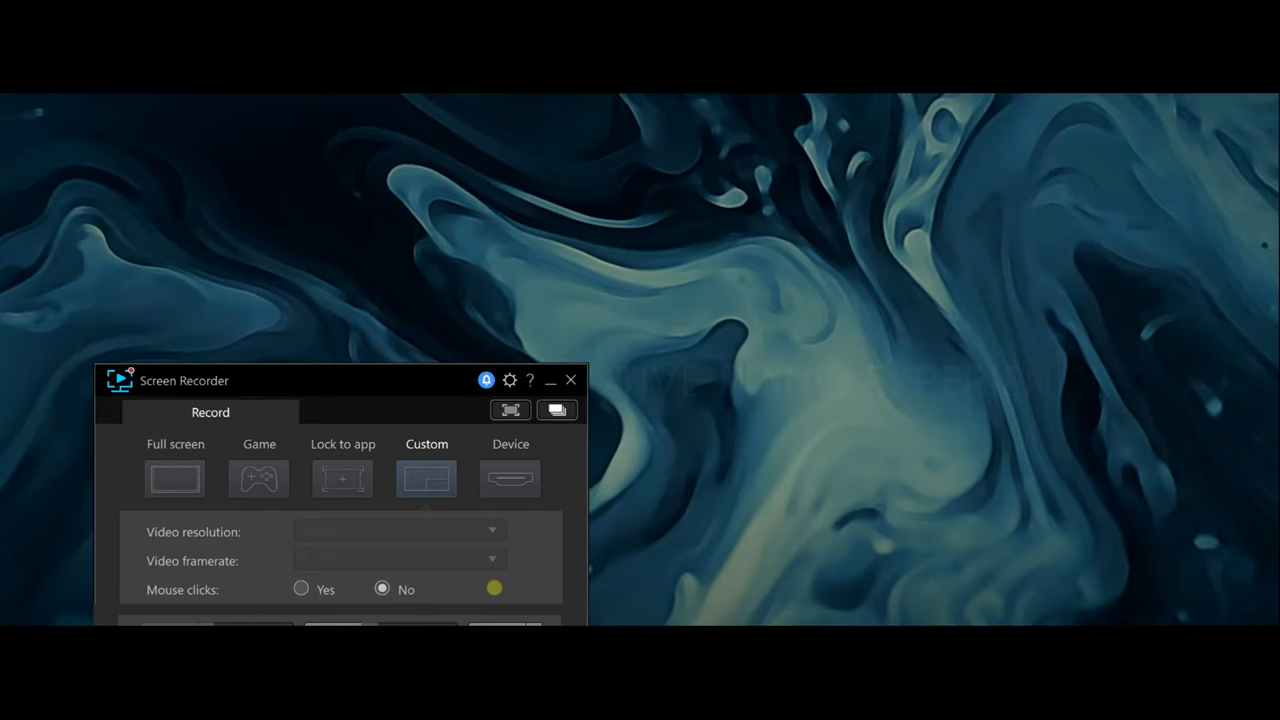 Screen Recorder
?
Record
Full screen
Game
Lock to app
Custom
Device
Video resolution:
Video framerate:
Mouse clicks:
Yes
No